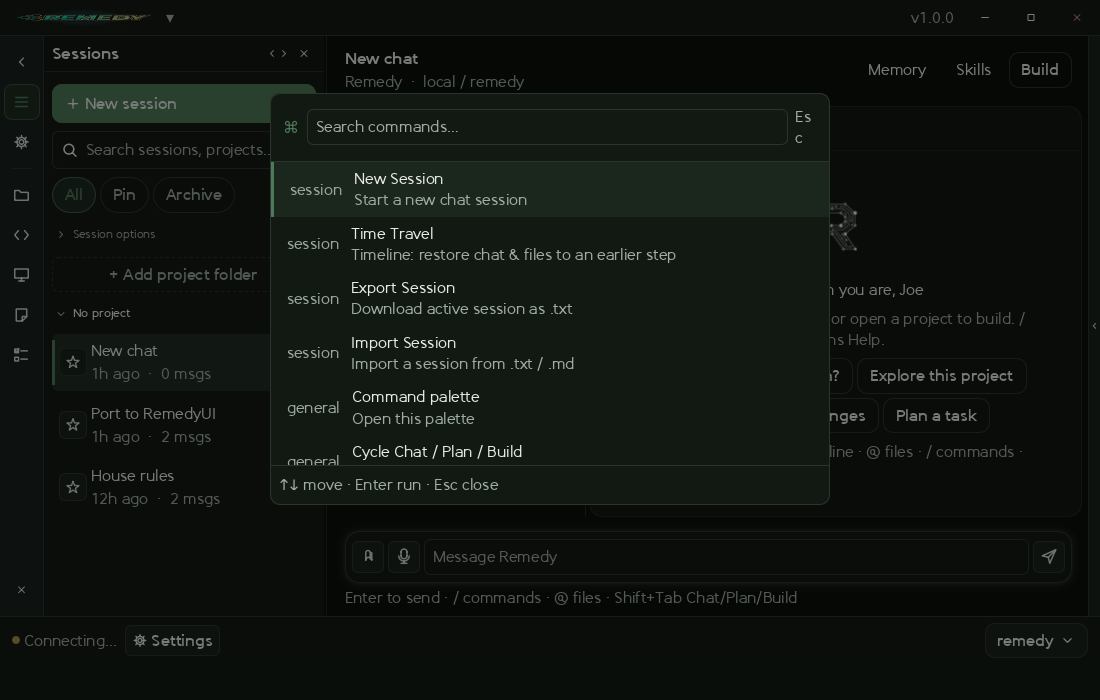 REMEDY ▼
v1.0.0
Sessions
+ New session
Search sessions, projects...
All
Pin
Archive
Session options
+ Add project folder
No project
New chat
1h ago · 0 msgs
Port to RemedyUI
1h ago · 2 msgs
House rules
12h ago · 2 msgs
New chat
Remedy · local / remedy
Memory
Skills
Build
⌘
Search commands...
Es
c
session
New Session
Start a new chat session
session
Time Travel
Timeline: restore chat & files to an earlier step
session
Export Session
Download active session as .txt
session
Import Session
Import a session from .txt / .md
general
Command palette
Open this palette
general
Cycle Chat / Plan / Build
↑↓ move · Enter run · Esc close
you are, Joe
or open a project to build. /
Help.
?
Explore this project
Plan a task
· @ files · / commands ·
Message Remedy
Enter to send · / commands · @ files · Shift+Tab Chat/Plan/Build
Connecting...
Settings
remedy